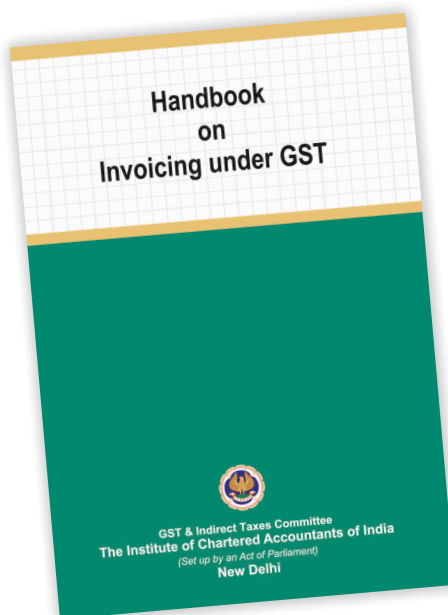 Handbook
on
Invoicing under GST
GST & Indirect Taxes Committee
The Institute of Chartered Accountants of India
(Set up by an Act of Parliament)
New Delhi